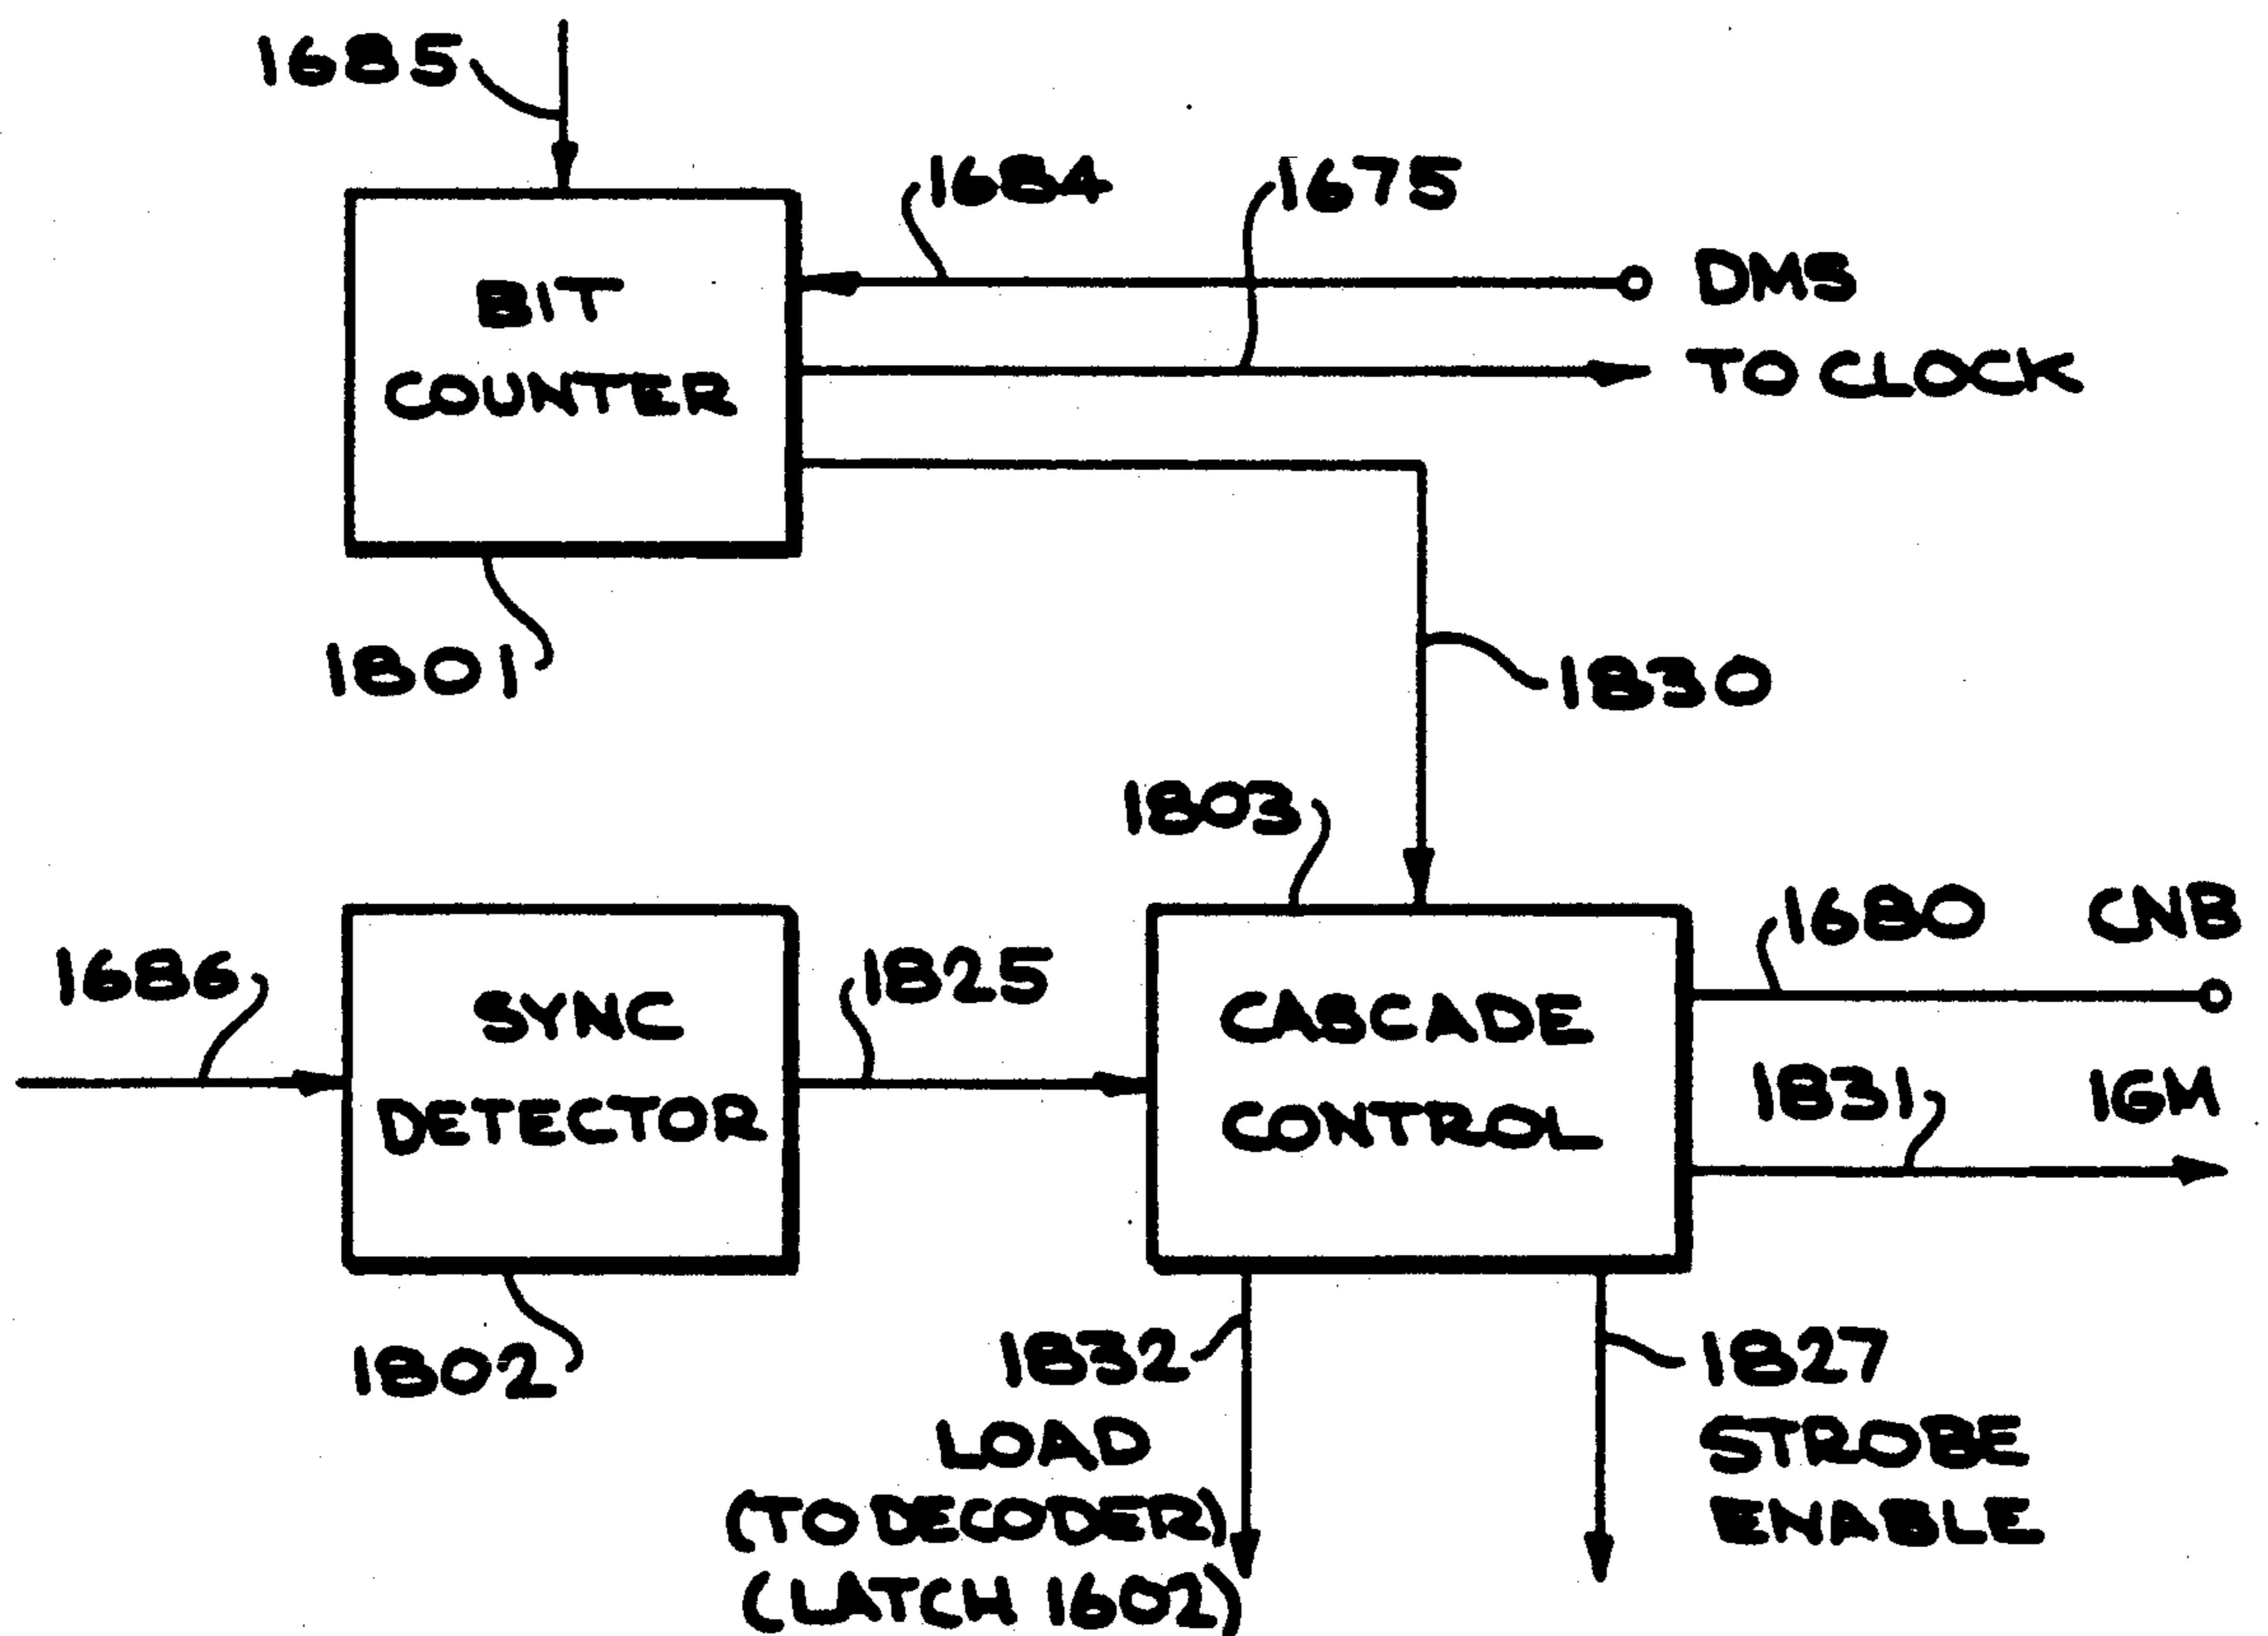 1685
1684
1675
DMS
TO CLOCK
BIT
COUNTER
1801
1830
1803
1680 CNB
1686
SYNC
DETECTOR
1825
CASCADE
CONTROL
1831 IGM
1802
1832
LOAD
(TO DECODER)
(LATCH 1602)
1827
STROBE
ENABLE